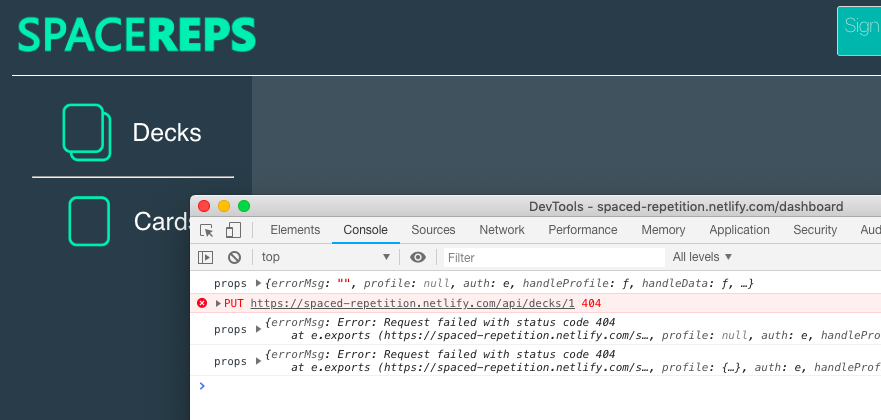 SPACEREPS
Sign
Decks
Cards
DevTools - spaced-repetition.netlify.com/dashboard
Elements Console Sources Network Performance Memory Application Security Aud
top Filter All levels
props {errorMsg: "", profile: null, auth: e, handleProfile: ƒ, handleData: ƒ, …}
PUT https://spaced-repetition.netlify.com/api/decks/1 404
{errorMsg: Error: Request failed with status code 404
props at e.exports (https://spaced-repetition.netlify.com/s…, profile: null, auth: e, handlePro
{errorMsg: Error: Request failed with status code 404
props at e.exports (https://spaced-repetition.netlify.com/s…, profile: {…}, auth: e, handleProf